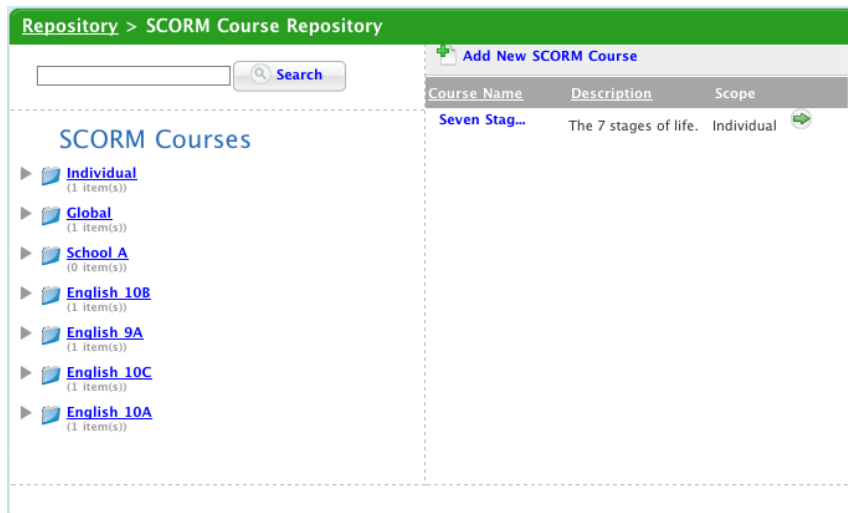 Repository > SCORM Course Repository
Search
SCORM Courses
Individual
(1 item(s))
Global
(1 item(s))
School A
(0 item(s))
English 10B
(1 item(s))
English 9A
(1 item(s))
English 10C
(1 item(s))
English 10A
(1 item(s))
Add New SCORM Course
Course Name Description Scope
Seven Stag... The 7 stages of life. Individual